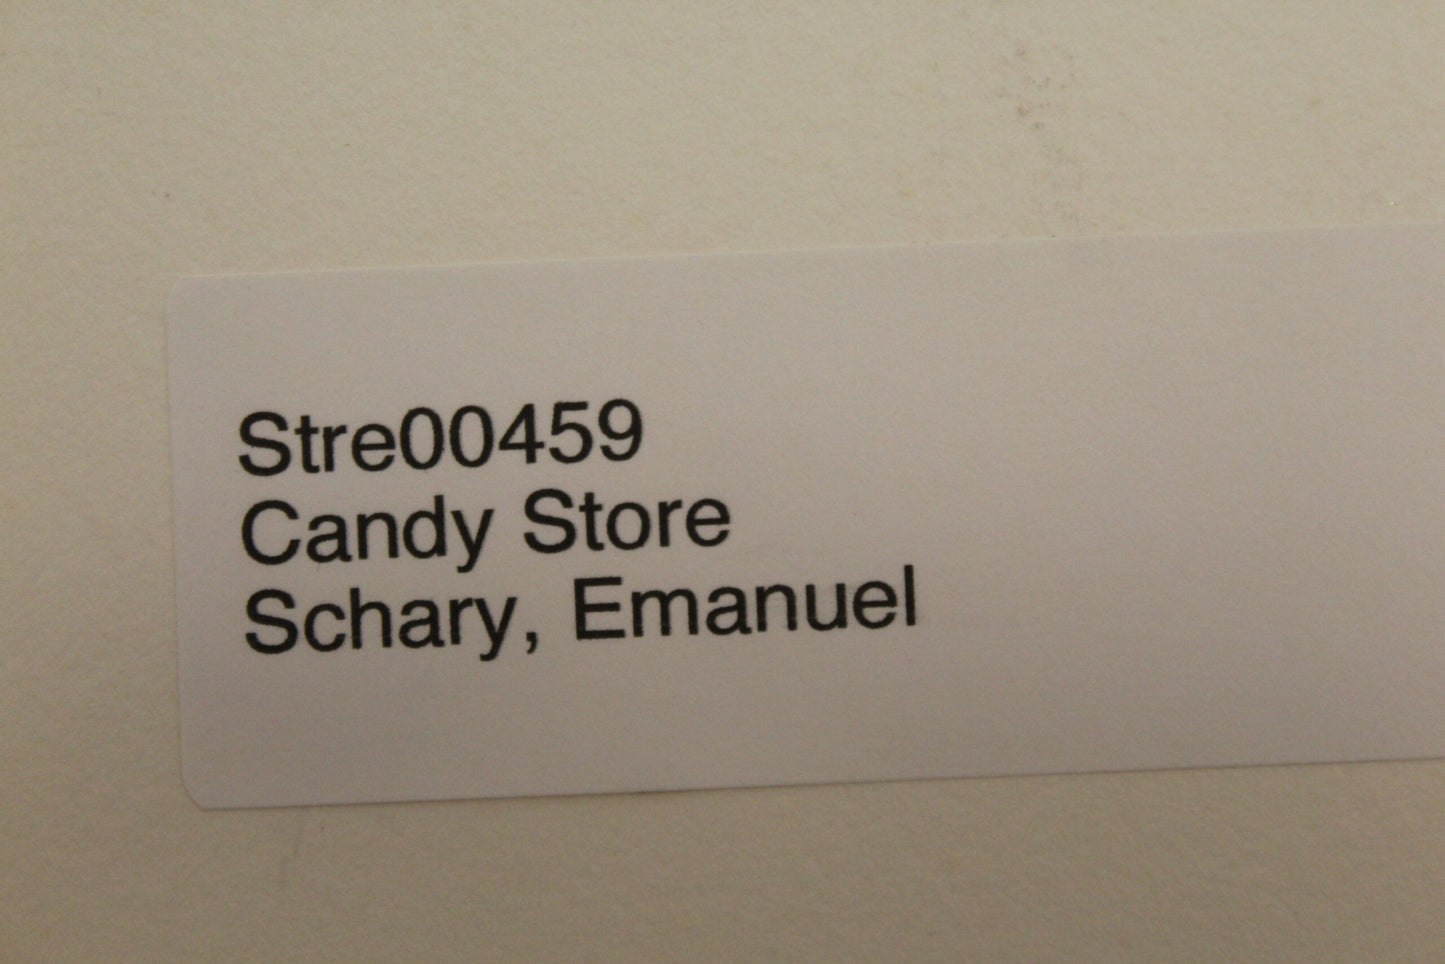 Stre00459
Candy Store
Schary, Emanuel